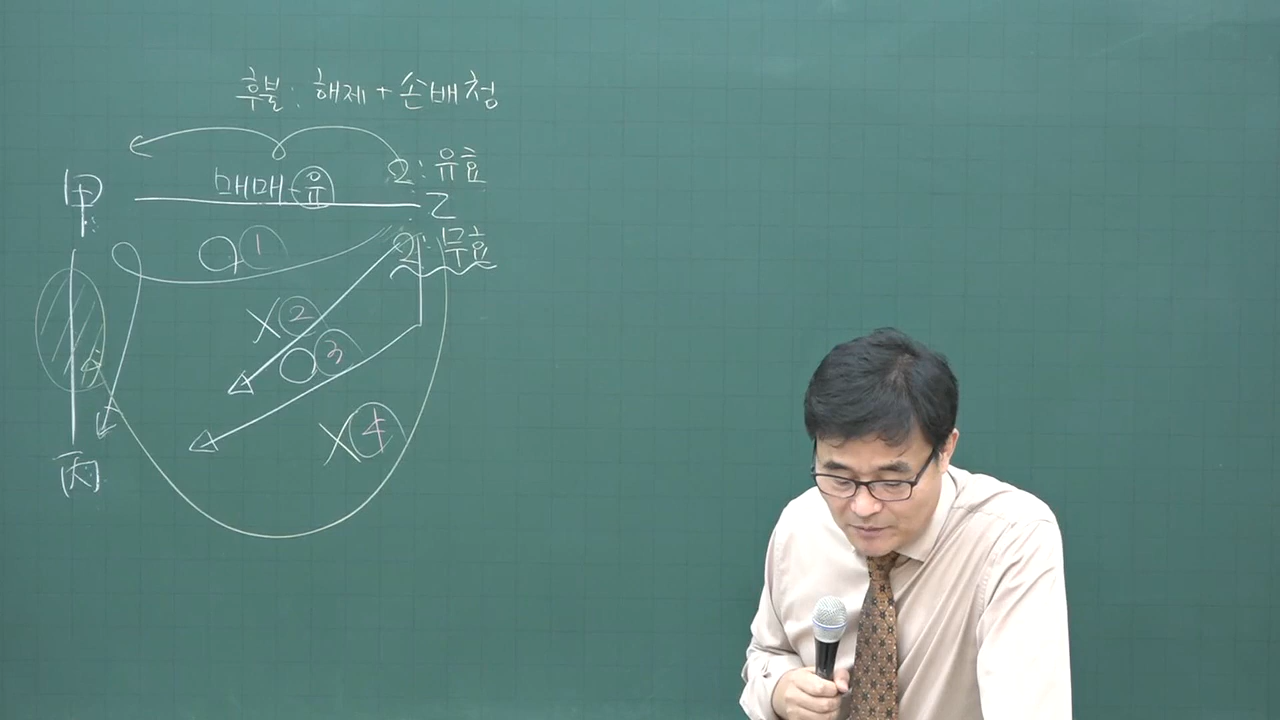 후불: 해제 + 손배청
2: 유효
甲 매매-유 乙
2: 무효
O ①
X ②
O ③
X ④
丙